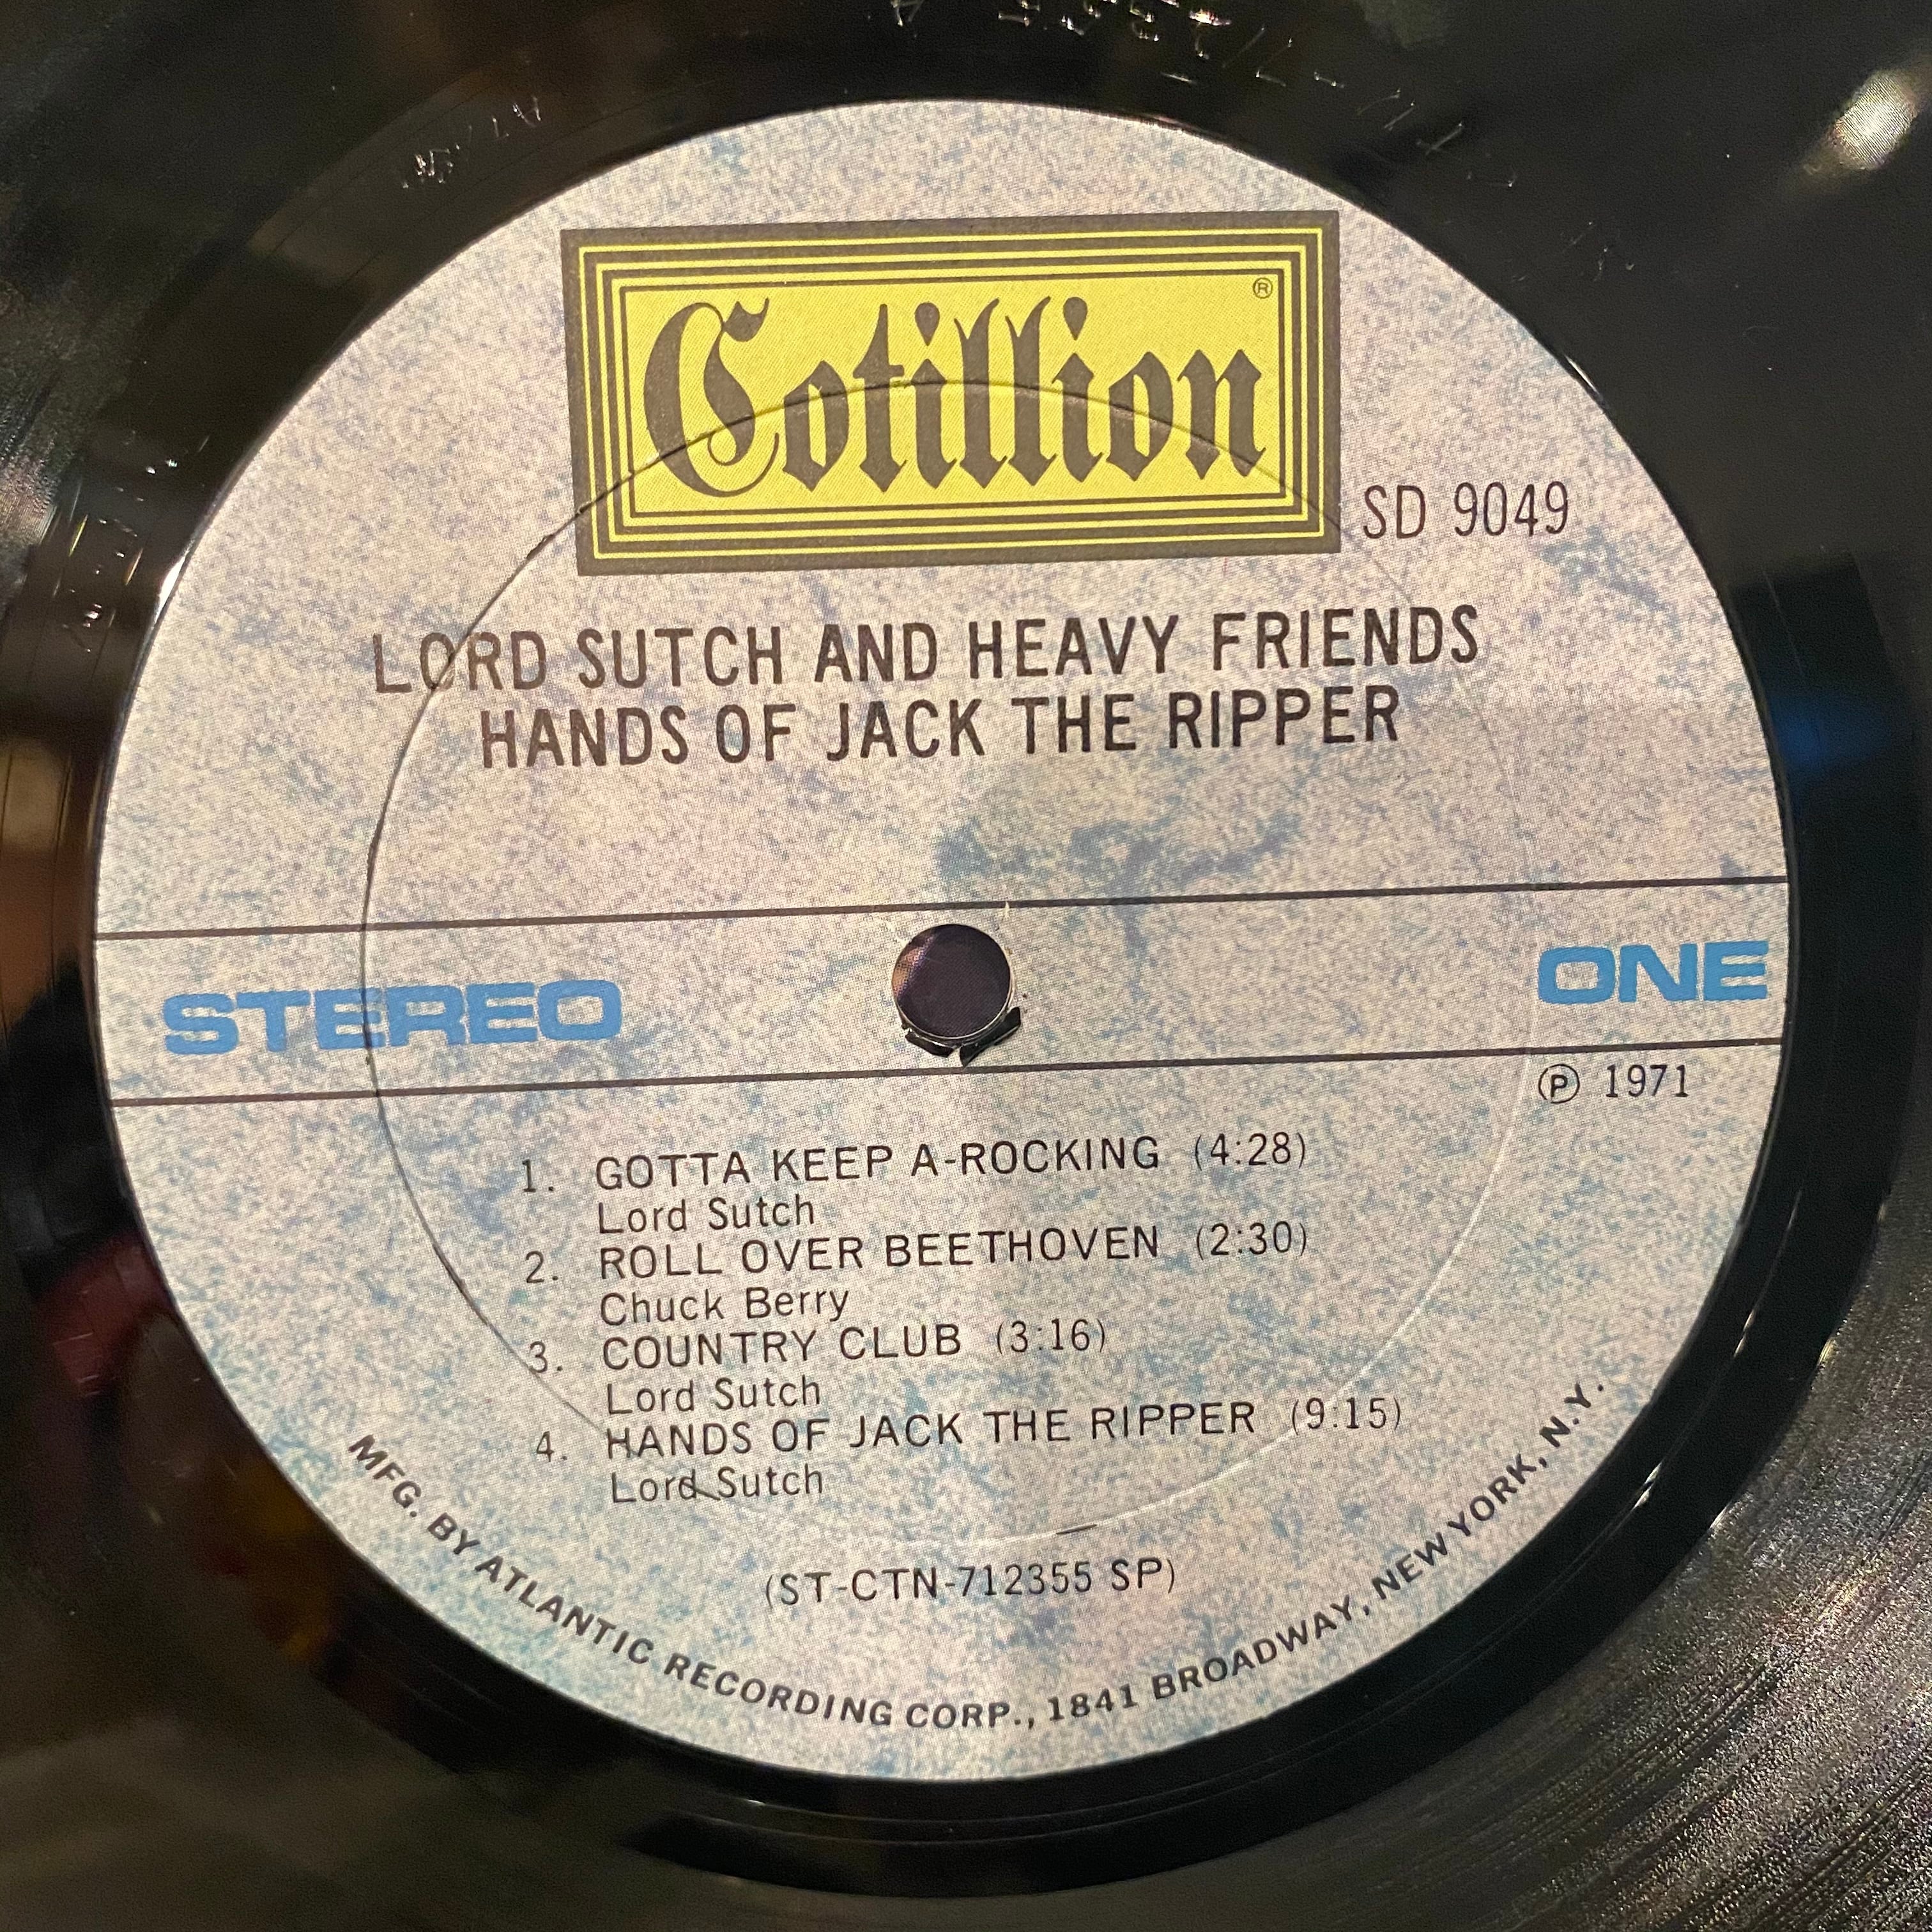 Cotillion ®
SD 9049
LORD SUTCH AND HEAVY FRIENDS
HANDS OF JACK THE RIPPER
STEREO
ONE
Ⓟ 1971
1. GOTTA KEEP A-ROCKING (4:28)
Lord Sutch
2. ROLL OVER BEETHOVEN (2:30)
Chuck Berry
3. COUNTRY CLUB (3:16)
Lord Sutch
4. HANDS OF JACK THE RIPPER (9:15)
Lord Sutch
(ST-CTN-712355 SP)
MFG. BY ATLANTIC RECORDING CORP., 1841 BROADWAY, NEW YORK, N.Y.